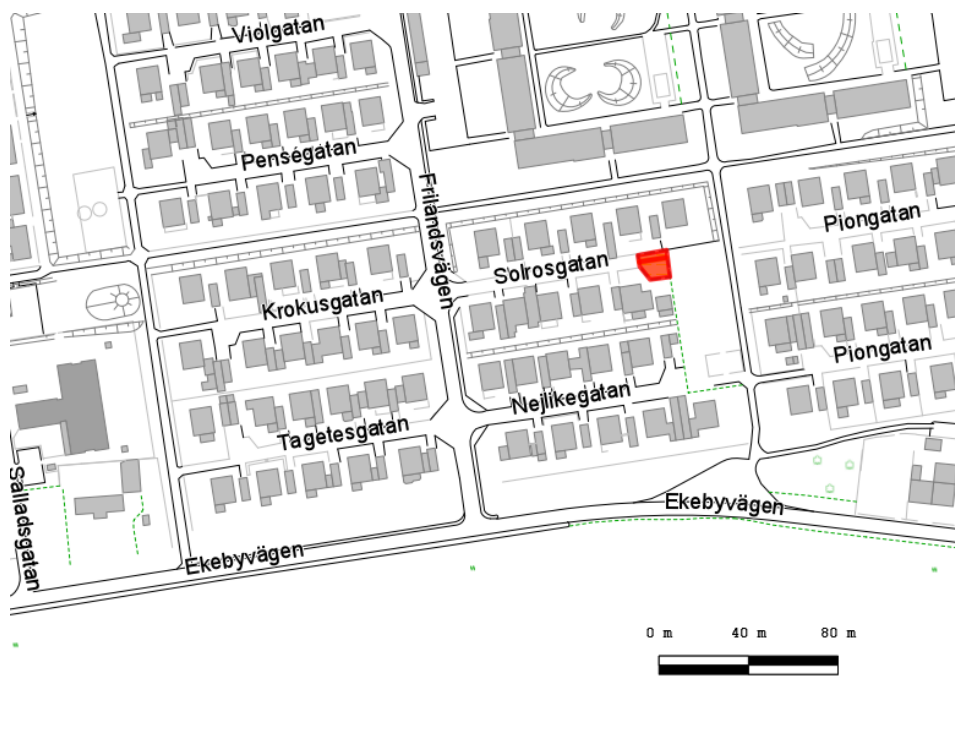 Violgatan
Penségatan
Frilandsvägen
Piongatan
Solrosgatan
Krokusgatan
Piongatan
Nejlikegatan
Tagetesgatan
Salladsgatan
Ekebyvägen
Ekebyvägen
0 m 40 m 80 m